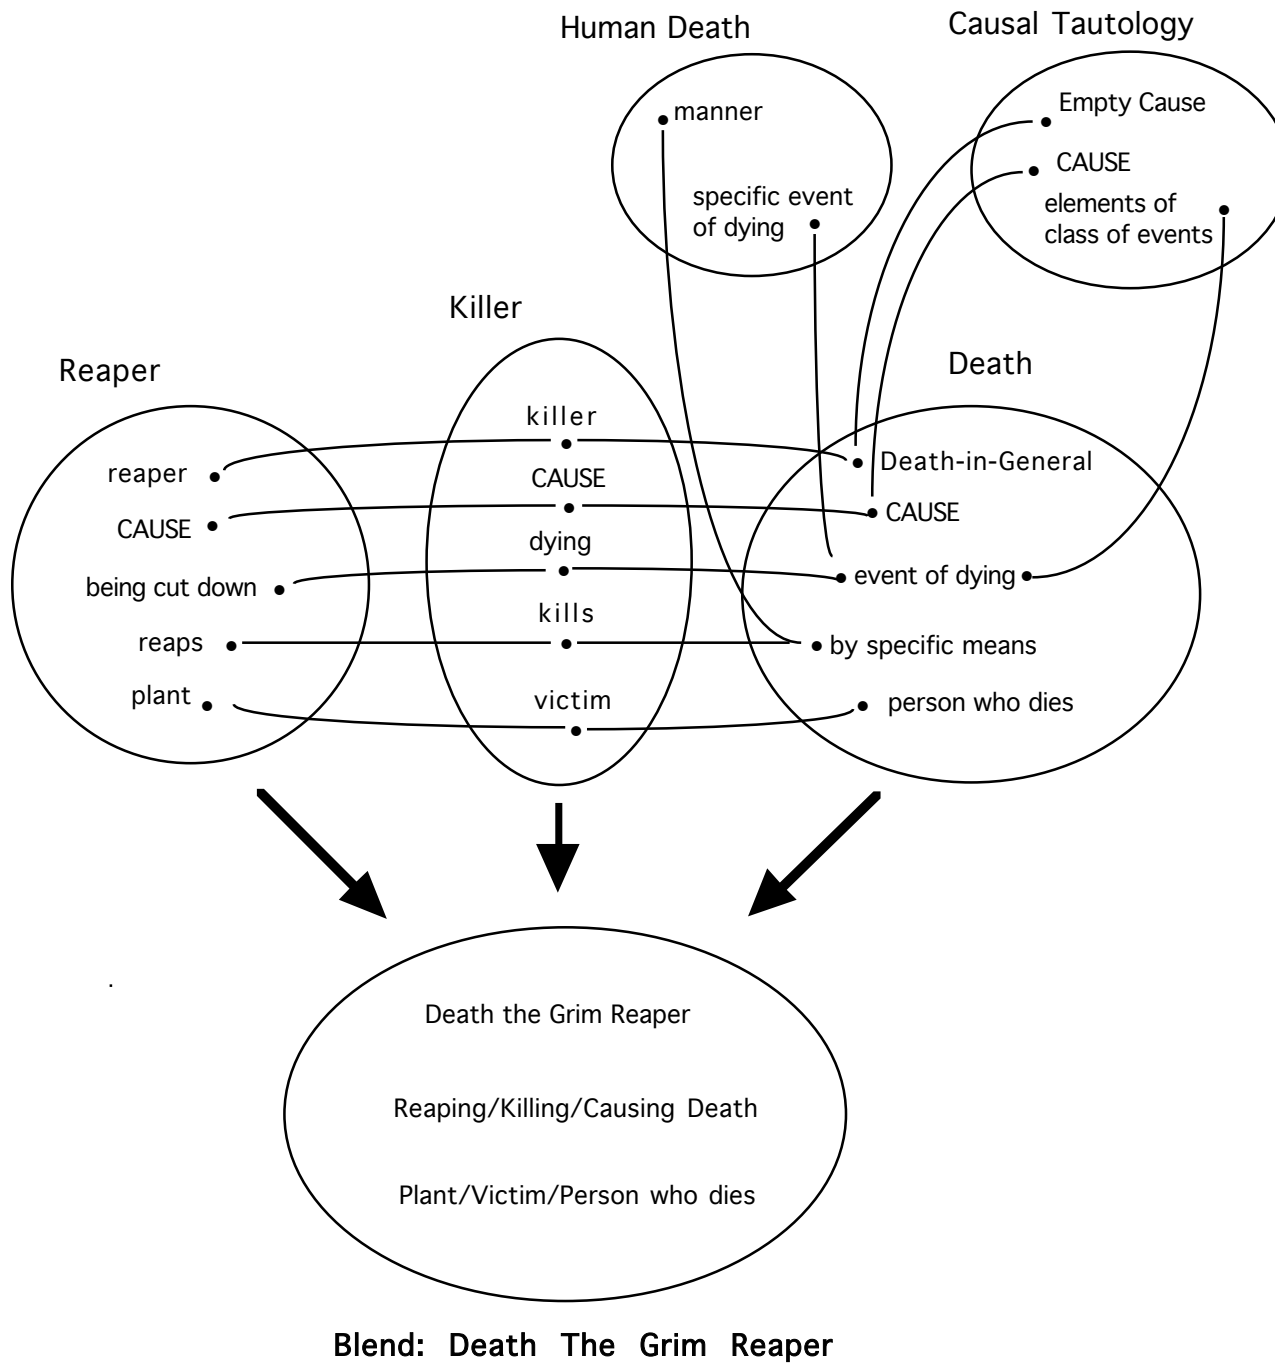 Human Death
Causal Tautology
manner
specific event
of dying
Empty Cause
CAUSE
elements of
class of events
Killer
Reaper
Death
killer
CAUSE
dying
kills
victim
reaper
CAUSE
being cut down
reaps
plant
Death-in-General
CAUSE
event of dying
by specific means
person who dies
Death the Grim Reaper
Reaping/Killing/Causing Death
Plant/Victim/Person who dies
Blend: Death The Grim Reaper